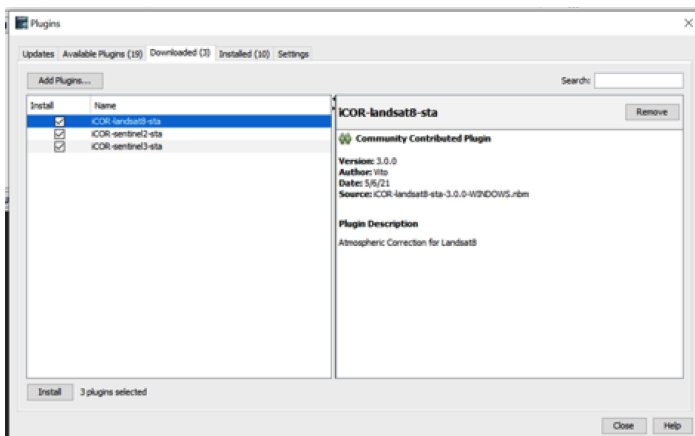 Plugins
Updates Available Plugins (19) Downloaded (3) Installed (10) Settings
Add Plugins... Search:
Install Name
iCOR-landsat8-sta
iCOR-sentinel2-sta
iCOR-sentinel3-sta
iCOR-landsat8-sta Remove
Community Contributed Plugin
Version: 3.0.0
Author: Vito
Date: 5/6/21
Source: iCOR-landsat8-sta-3.0.0-WINDOWS.nbm
Plugin Description
Atmospheric Correction for Landsat8
Install 3 plugins selected
Close Help